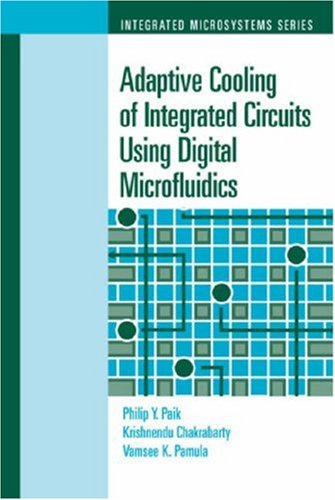 INTEGRATED MICROSYSTEMS SERIES
Adaptive Cooling
of Integrated Circuits
Using Digital
Microfluidics
Philip Y. Paik
Krishnendu Chakrabarty
Vamsee K. Pamula